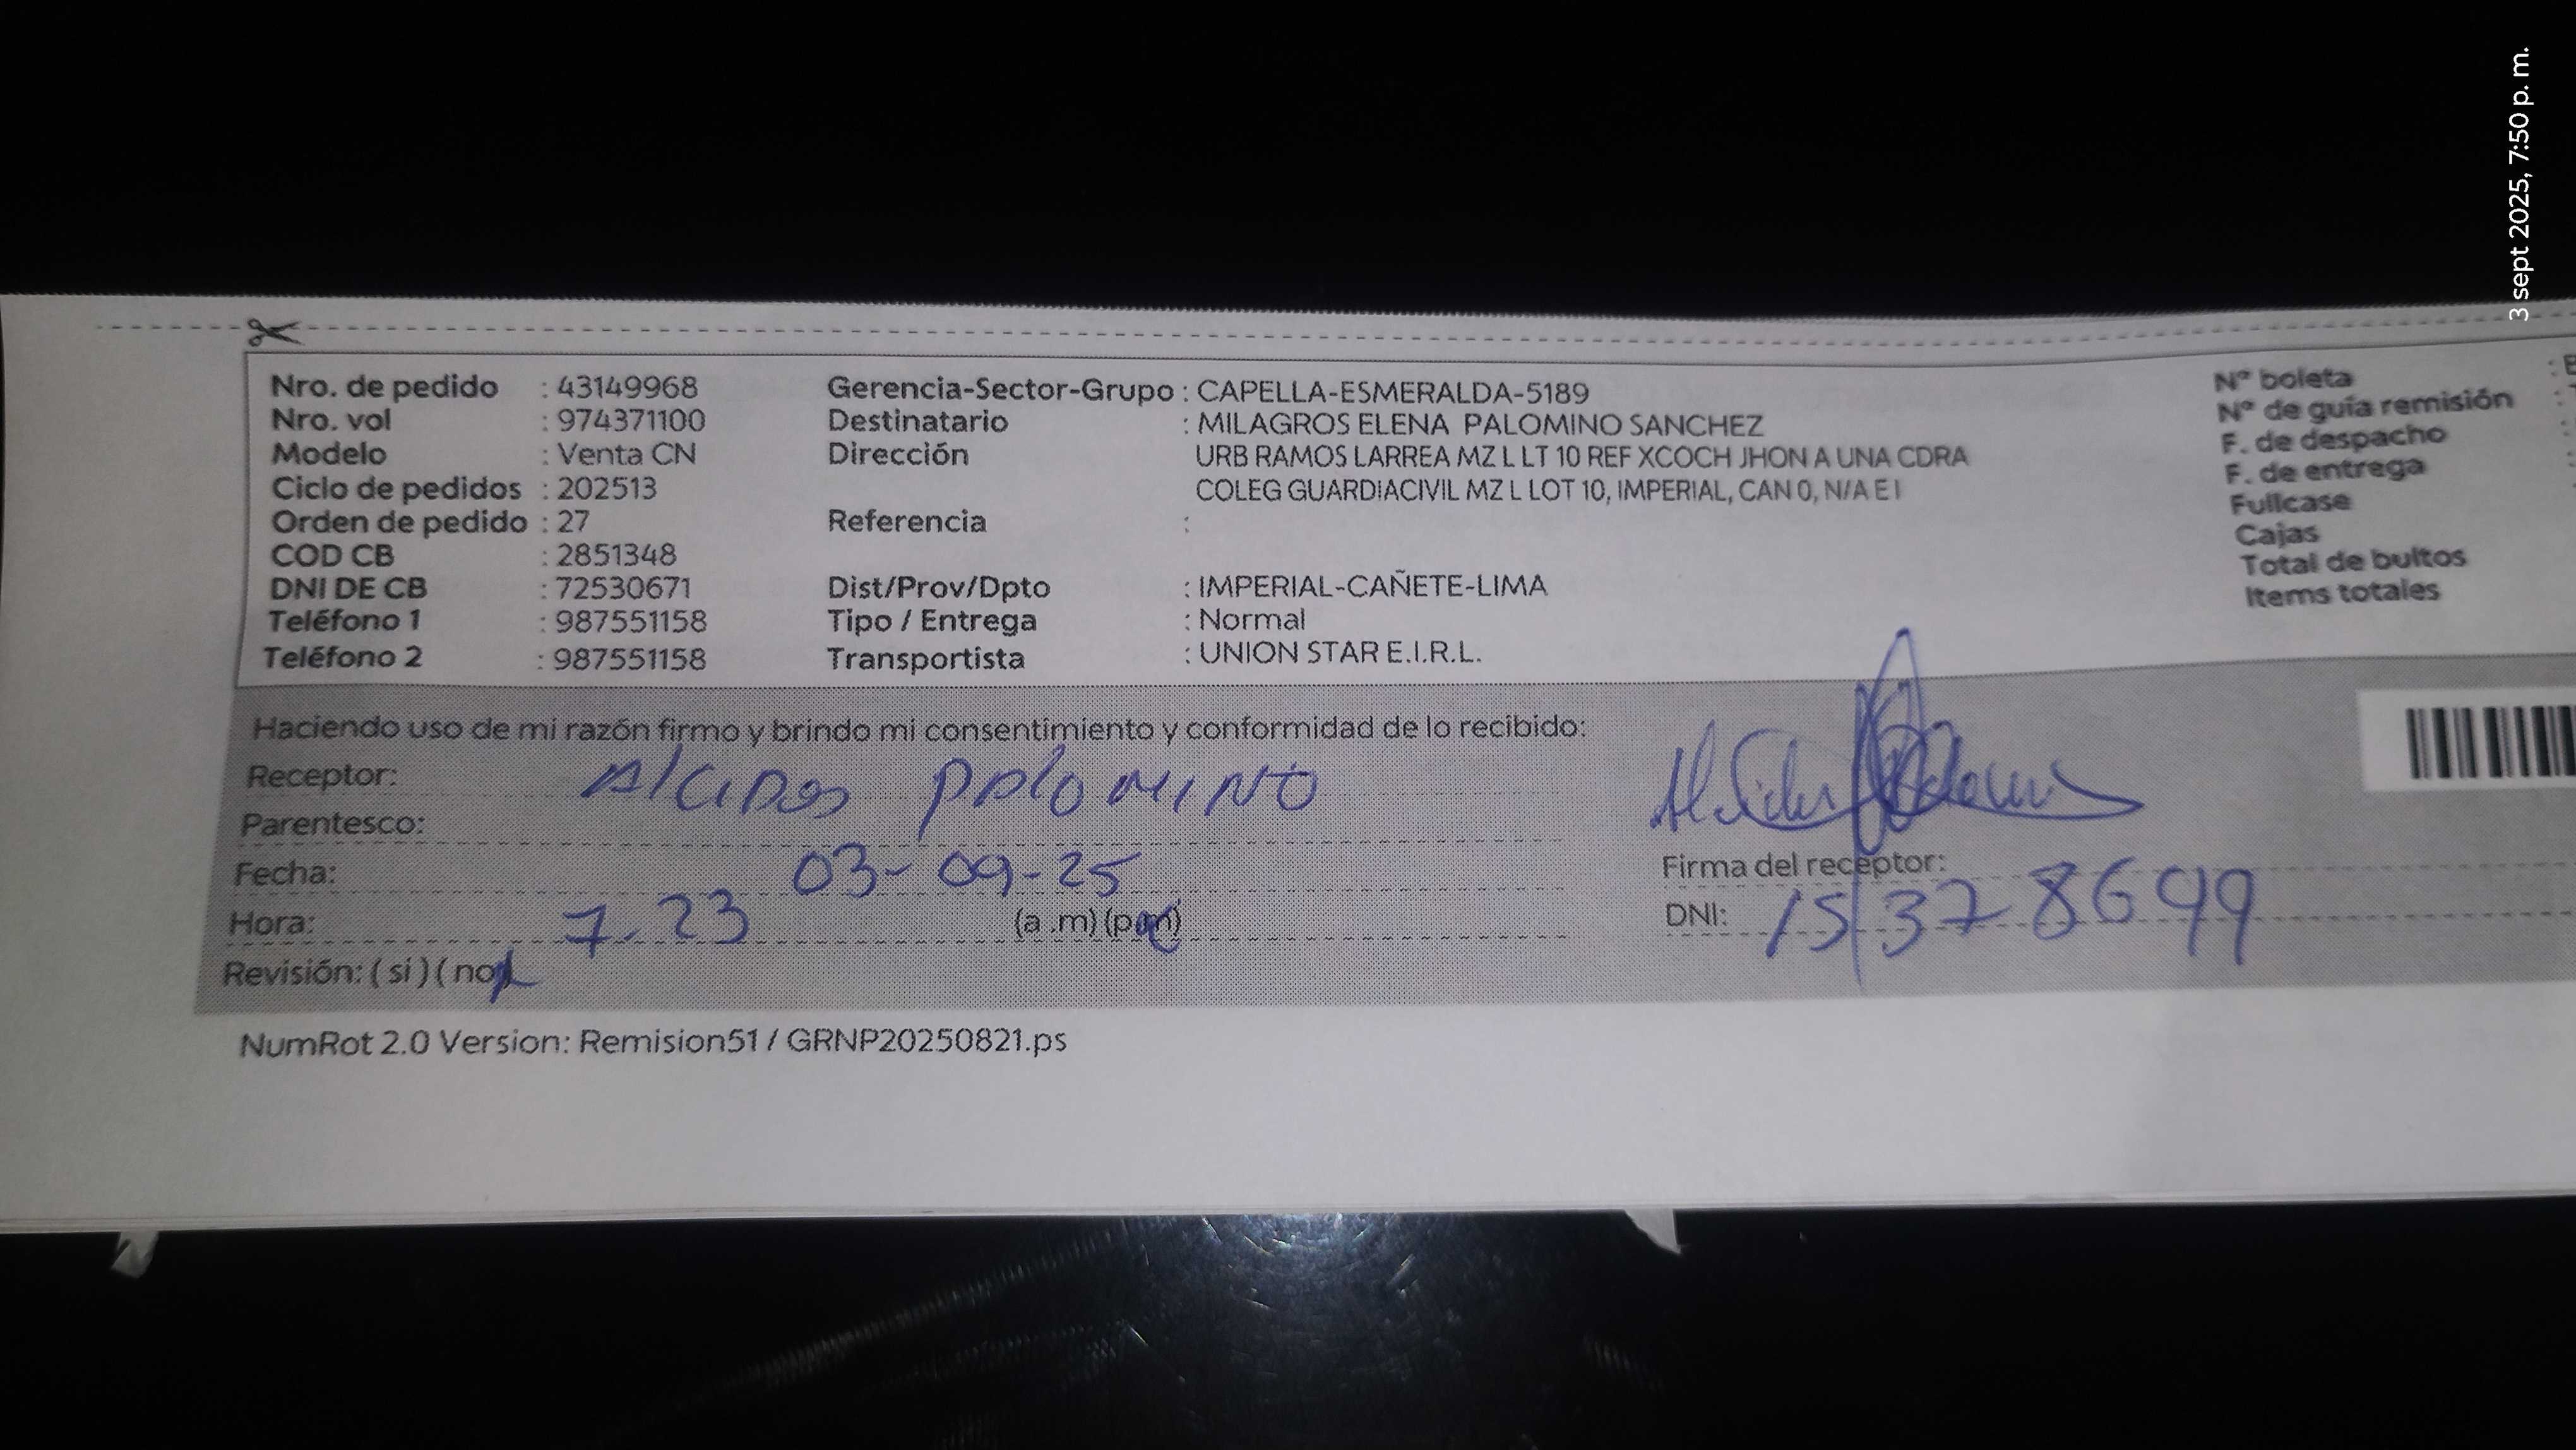 3 sept 2025, 7:50 p. m.
Nro. de pedido : 43149968
Nro. vol : 974371100
Modelo : Venta CN
Ciclo de pedidos : 202513
Orden de pedido : 27
COD CB : 2851348
DNI DE CB : 72530671
Teléfono 1 : 987551158
Teléfono 2 : 987551158
Gerencia-Sector-Grupo : CAPELLA-ESMERALDA-5189
Destinatario : MILAGROS ELENA PALOMINO SANCHEZ
Dirección URB RAMOS LARREA MZ L LT 10 REF XCOCH JHON A UNA CDRA
COLEG GUARDIACIVIL MZ L LOT 10, IMPERIAL, CAN 0, N/A E I
Referencia :
Dist/Prov/Dpto : IMPERIAL-CAÑETE-LIMA
Tipo / Entrega : Normal
Transportista : UNION STAR E.I.R.L.
N° boleta :
N° de guía remisión :
F. de despacho :
F. de entrega :
Fullcase
Cajas
Total de bultos
Items totales
Haciendo uso de mi razón firmo y brindo mi consentimiento y conformidad de lo recibido:
Receptor: Alcides PALOMINO
Parentesco:
Fecha: 03-09-25
Hora: 7-23 (a .m) (p.m)
Revisión: ( si ) ( no )
Firma del receptor:
DNI: 15378699
NumRot 2.0 Version: Remision51 / GRNP20250821.ps